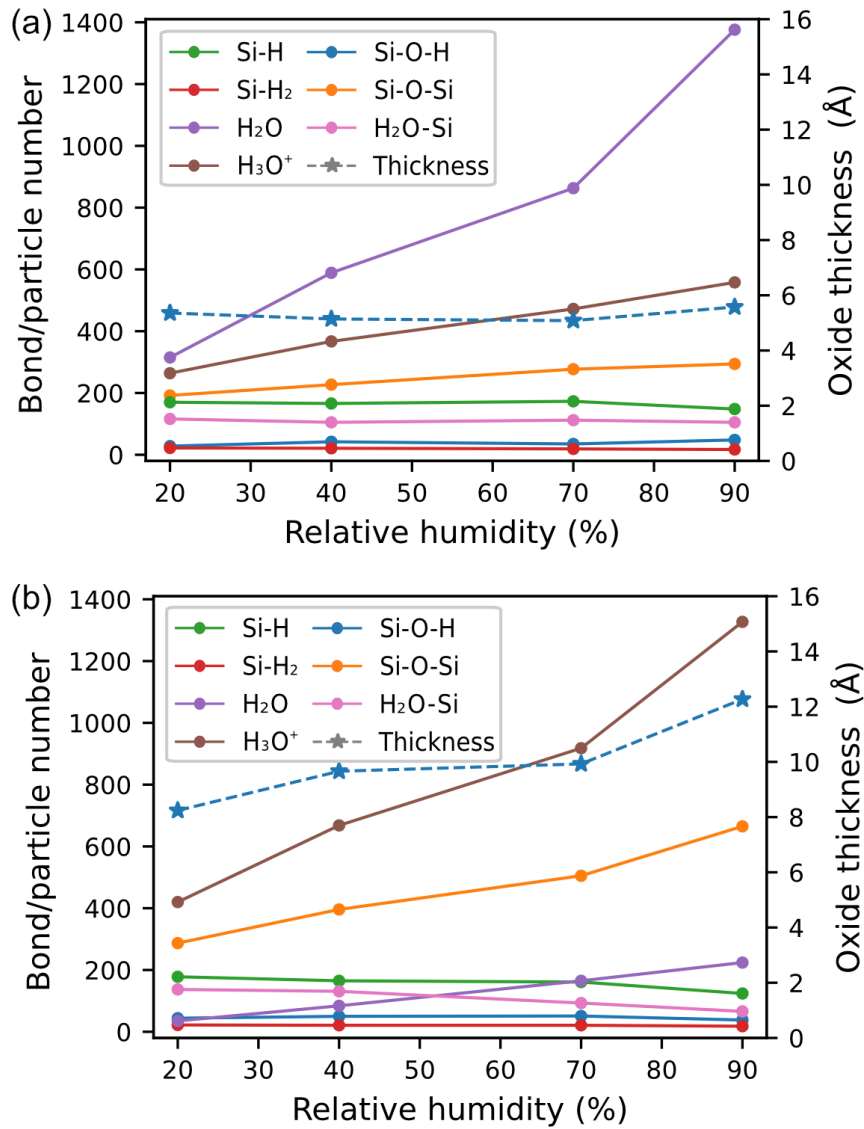 (a)
1400
1200
1000
800
600
400
200
0
Bond/particle number
Si-H
Si-O-H
Si-H₂
Si-O-Si
H₂O
H₂O-Si
H₃O⁺
Thickness
16
14
12
10
8
6
4
2
0
Oxide thickness (Å)
20 30 40 50 60 70 80 90
Relative humidity (%)
(b)
1400
1200
1000
800
600
400
200
0
Bond/particle number
Si-H
Si-O-H
Si-H₂
Si-O-Si
H₂O
H₂O-Si
H₃O⁺
Thickness
16
14
12
10
8
6
4
2
0
Oxide thickness (Å)
20 30 40 50 60 70 80 90
Relative humidity (%)